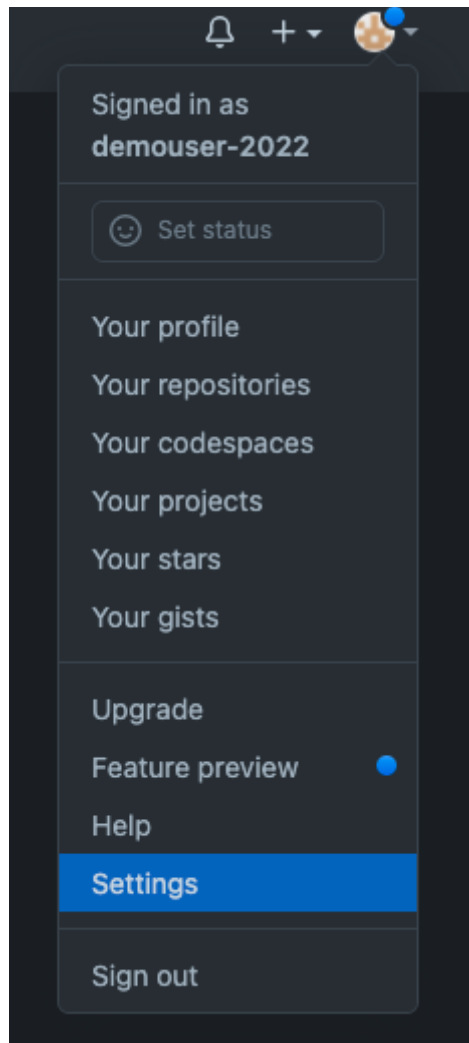 Signed in as
demouser-2022
Set status
Your profile
Your repositories
Your codespaces
Your projects
Your stars
Your gists
Upgrade
Feature preview
Help
Settings
Sign out